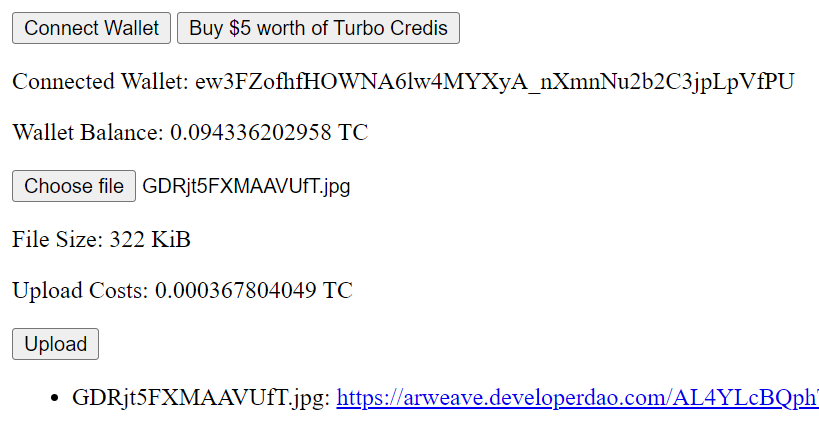 Connect Wallet Buy $5 worth of Turbo Credis
Connected Wallet: ew3FZofhfHOWNA6lw4MYXyA_nXmnNu2b2C3jpLpVfPU
Wallet Balance: 0.094336202958 TC
Choose file GDRjt5FXMAAVUfT.jpg
File Size: 322 KiB
Upload Costs: 0.000367804049 TC
Upload
• GDRjt5FXMAAVUfT.jpg: https://arweave.developerdao.com/AL4YLcBQph